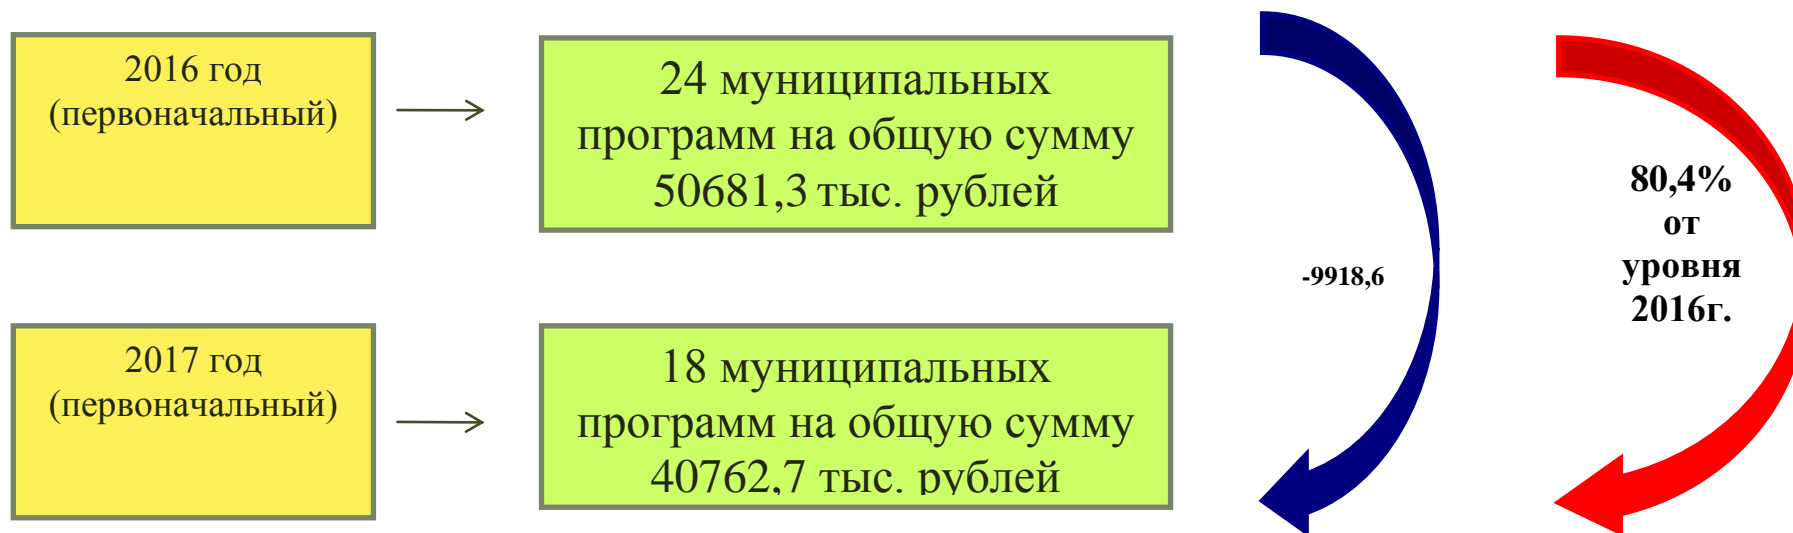 2016 год
(первоначальный)
24 муниципальных
программ на общую сумму
50681,3 тыс. рублей
2017 год
(первоначальный)
18 муниципальных
программ на общую сумму
40762,7 тыс. рублей
-9918,6
80,4%
от
уровня
2016г.